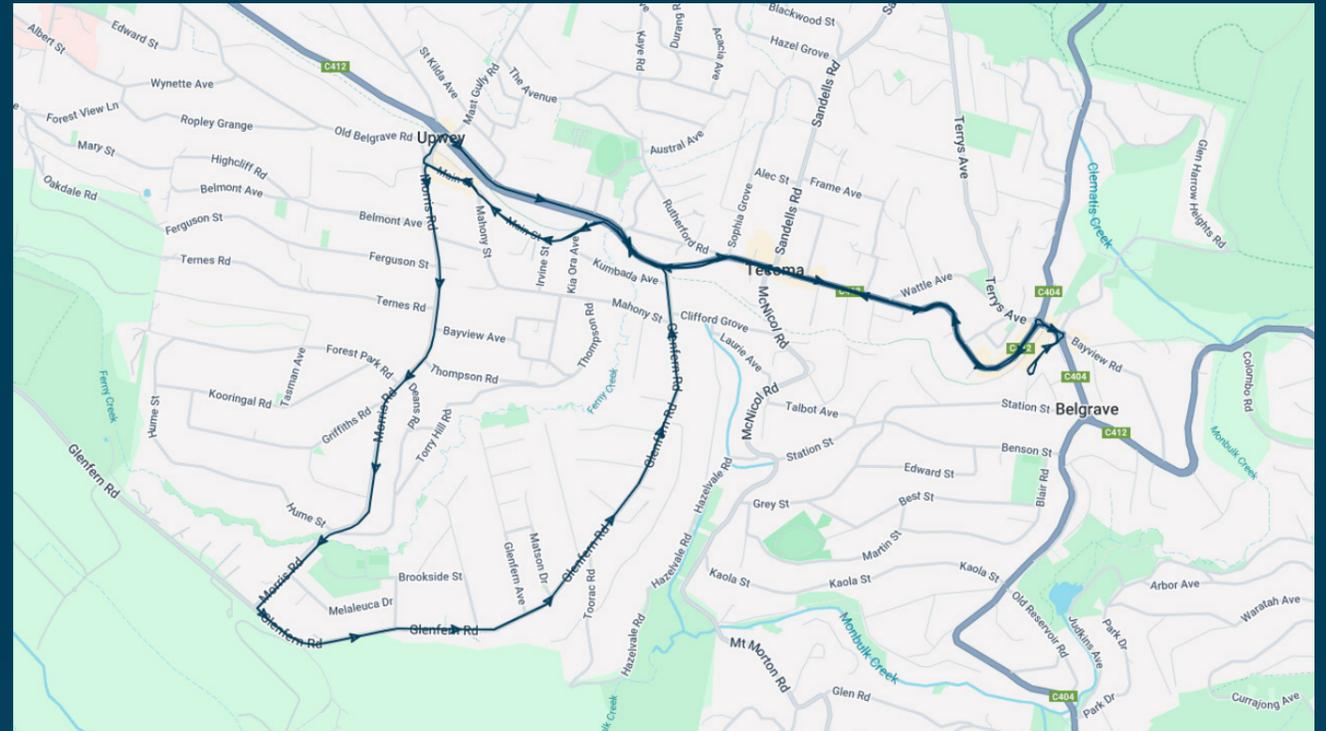 Albert St
Edward St
C412
St Kilda Ave
Mast Gully Rd
The Avenue
Kaye Rd
Acacia Ave
Blackwood St
Hazel Grove
Sandells Rd
Wynette Ave
Forest View Ln
Ropley Grange
Old Belgrave Rd
Upwey
Austral Ave
Terrys Ave
Glen Harrow Heights Rd
Clematis Creek
Mary St
Highcliff Rd
Oakdale Rd
Belmont Ave
Main St
Morris Rd
Alec St
Frame Ave
Sophia Grove
Sandells Rd
Rutherford Rd
Ferguson St
Belmont Ave
Mahony St
Main St
Irvine St
Kia Ora Ave
Ternes Rd
Ferguson St
Kumbada Ave
Tecoma
Wattle Ave
Terrys Ave
C404
Ternes Rd
Mahony St
Clifford Grove
McNicol Rd
Bayview Ave
Thompson Rd
Glenfern Rd
Laurie Ave
Bayview Rd
Colombo Rd
Forest Park Rd
Tasman Ave
Thompson Rd
C404
Ferny Creek
Ferny Creek
Hume St
Kooringal Rd
Griffiths Rd
Morris Rd
Deans Rd
Torry Hill Rd
Glenfern Rd
McNicol Rd
Talbot Ave
Station St
Belgrave
C412
Glenfern Rd
Station St
Benson St
Monbulk Creek
Edward St
Blair Rd
Hazelvale Rd
Hume St
Grey St
Best St
Martin St
Morris Rd
Brookside St
Glenfern Ave
Matson Dr
Glenfern Rd
Toorac Rd
Hazelvale Rd
Kaola St
Kaola St
Kaola St
Arbor Ave
Waratah Ave
Melaleuca Dr
Old Reservoir Rd
Judkins Ave
Park Dr
Glenfern Rd
Glenfern Rd
Hazelvale Rd
Mt Morton Rd
Monbulk Creek
Glen Rd
C404
Park Dr
Currajong Ave